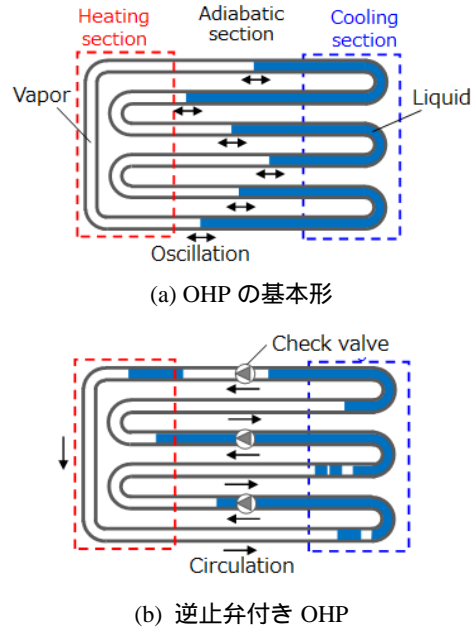 Heating
section
Adiabatic
section
Cooling
section
Vapor
Liquid
Oscillation
(a) OHP の基本形
Check valve
Circulation
(b) 逆止弁付き OHP